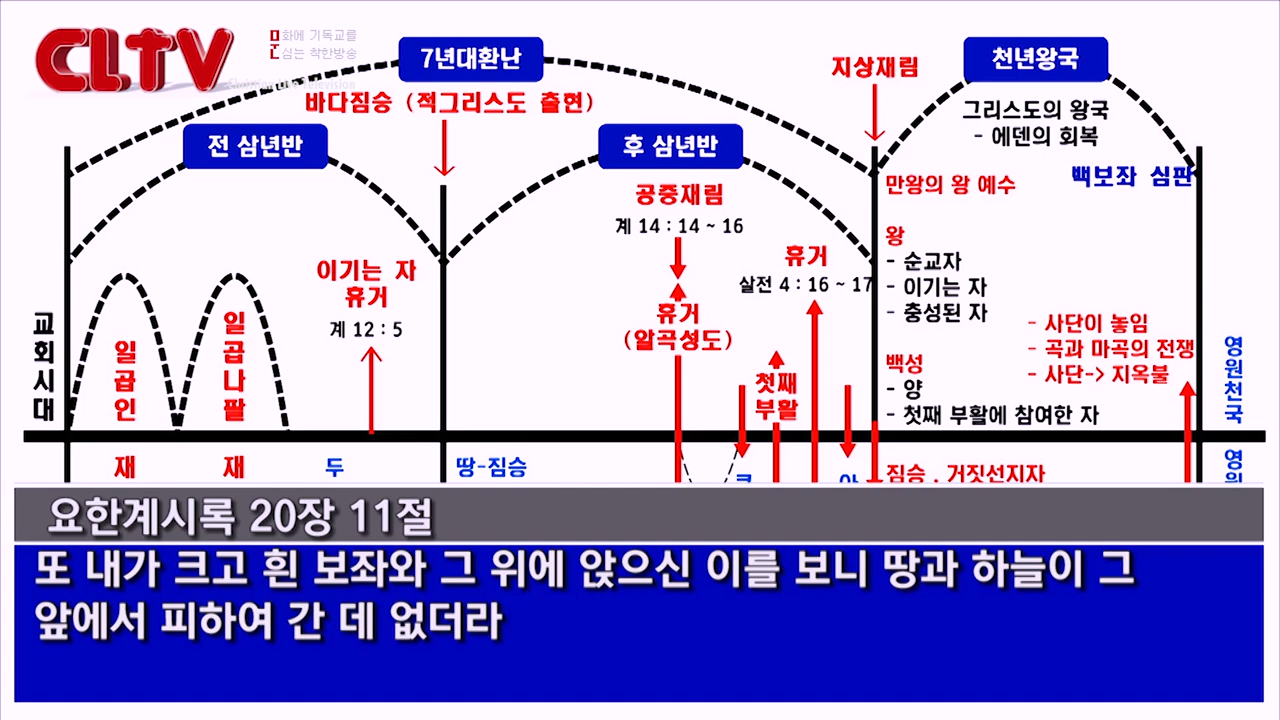 CLTV
문화에 기독교를
심는 착한방송
Christian Live Television
7년대환난
천년왕국
지상재림
바다짐승 (적그리스도 출현)
그리스도의 왕국
- 에덴의 회복
전 삼년반
후 삼년반
백보좌 심판
만왕의 왕 예수
공중재림
계 14 : 14 ~ 16
왕
- 순교자
- 이기는 자
- 충성된 자
이기는 자
휴거
계 12 : 5
휴거
살전 4 : 16 ~ 17
휴거
(알곡성도)
- 사단이 놓임
- 곡과 마곡의 전쟁
- 사단-> 지옥불
교회시대
일곱인
일곱나팔
첫째
부활
백성
- 양
- 첫째 부활에 참여한 자
영원천국
재
재
두
땅-짐승
짐승 . 거짓선지자
요한계시록 20장 11절
또 내가 크고 흰 보좌와 그 위에 앉으신 이를 보니 땅과 하늘이 그
앞에서 피하여 간 데 없더라